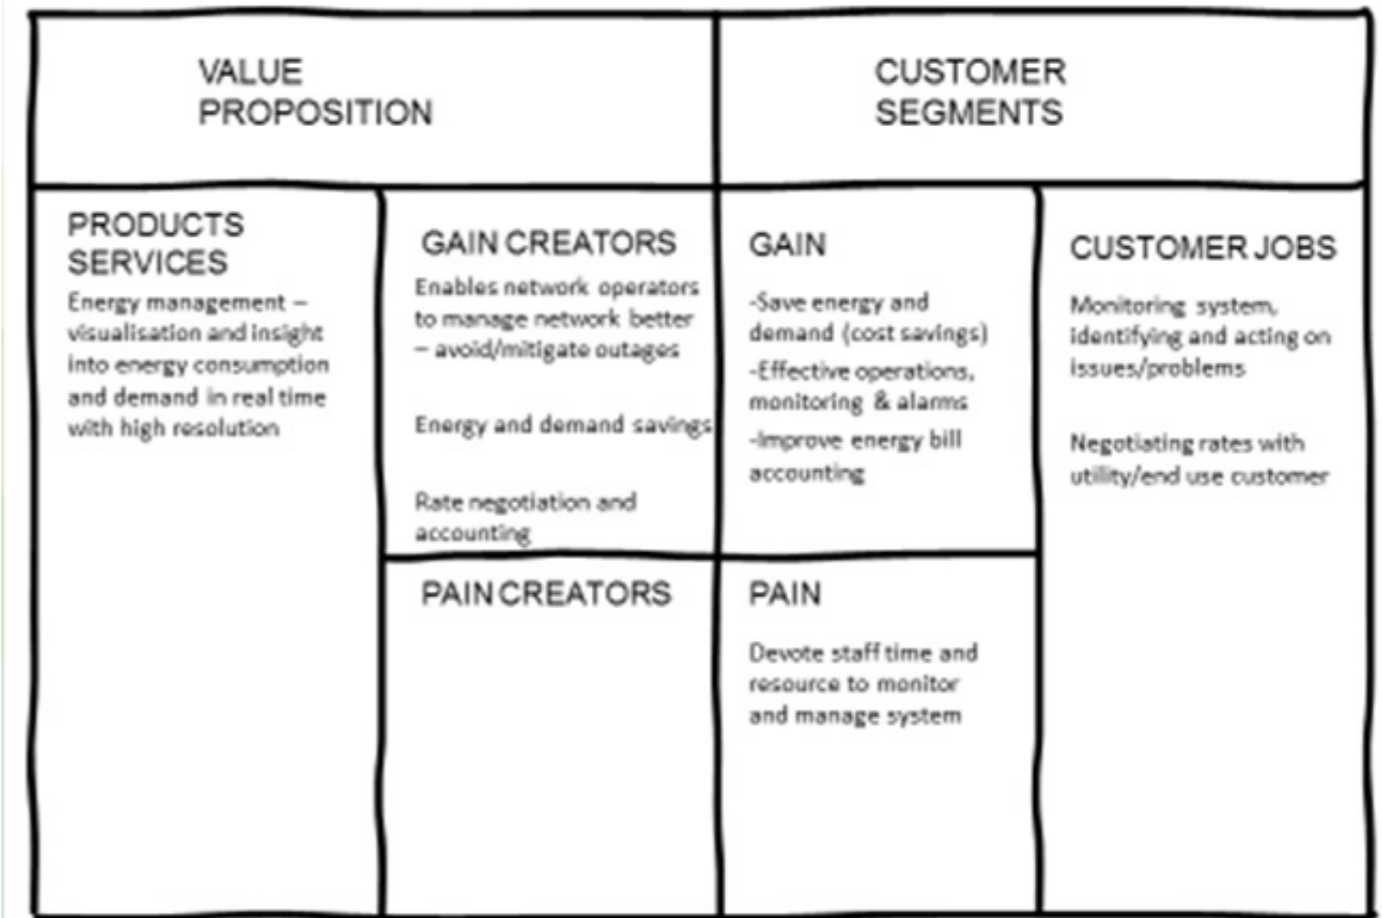 VALUE
PROPOSITION
CUSTOMER
SEGMENTS
PRODUCTS
SERVICES
Energy management –
visualisation and insight
into energy consumption
and demand in real time
with high resolution
GAIN CREATORS
Enables network operators
to manage network better
– avoid/mitigate outages
Energy and demand savings
Rate negotiation and
accounting
PAIN CREATORS
GAIN
-Save energy and
demand (cost savings)
-Effective operations,
monitoring & alarms
-Improve energy bill
accounting
PAIN
Devote staff time and
resource to monitor
and manage system
CUSTOMER JOBS
Monitoring system,
identifying and acting on
issues/problems
Negotiating rates with
utility/end use customer